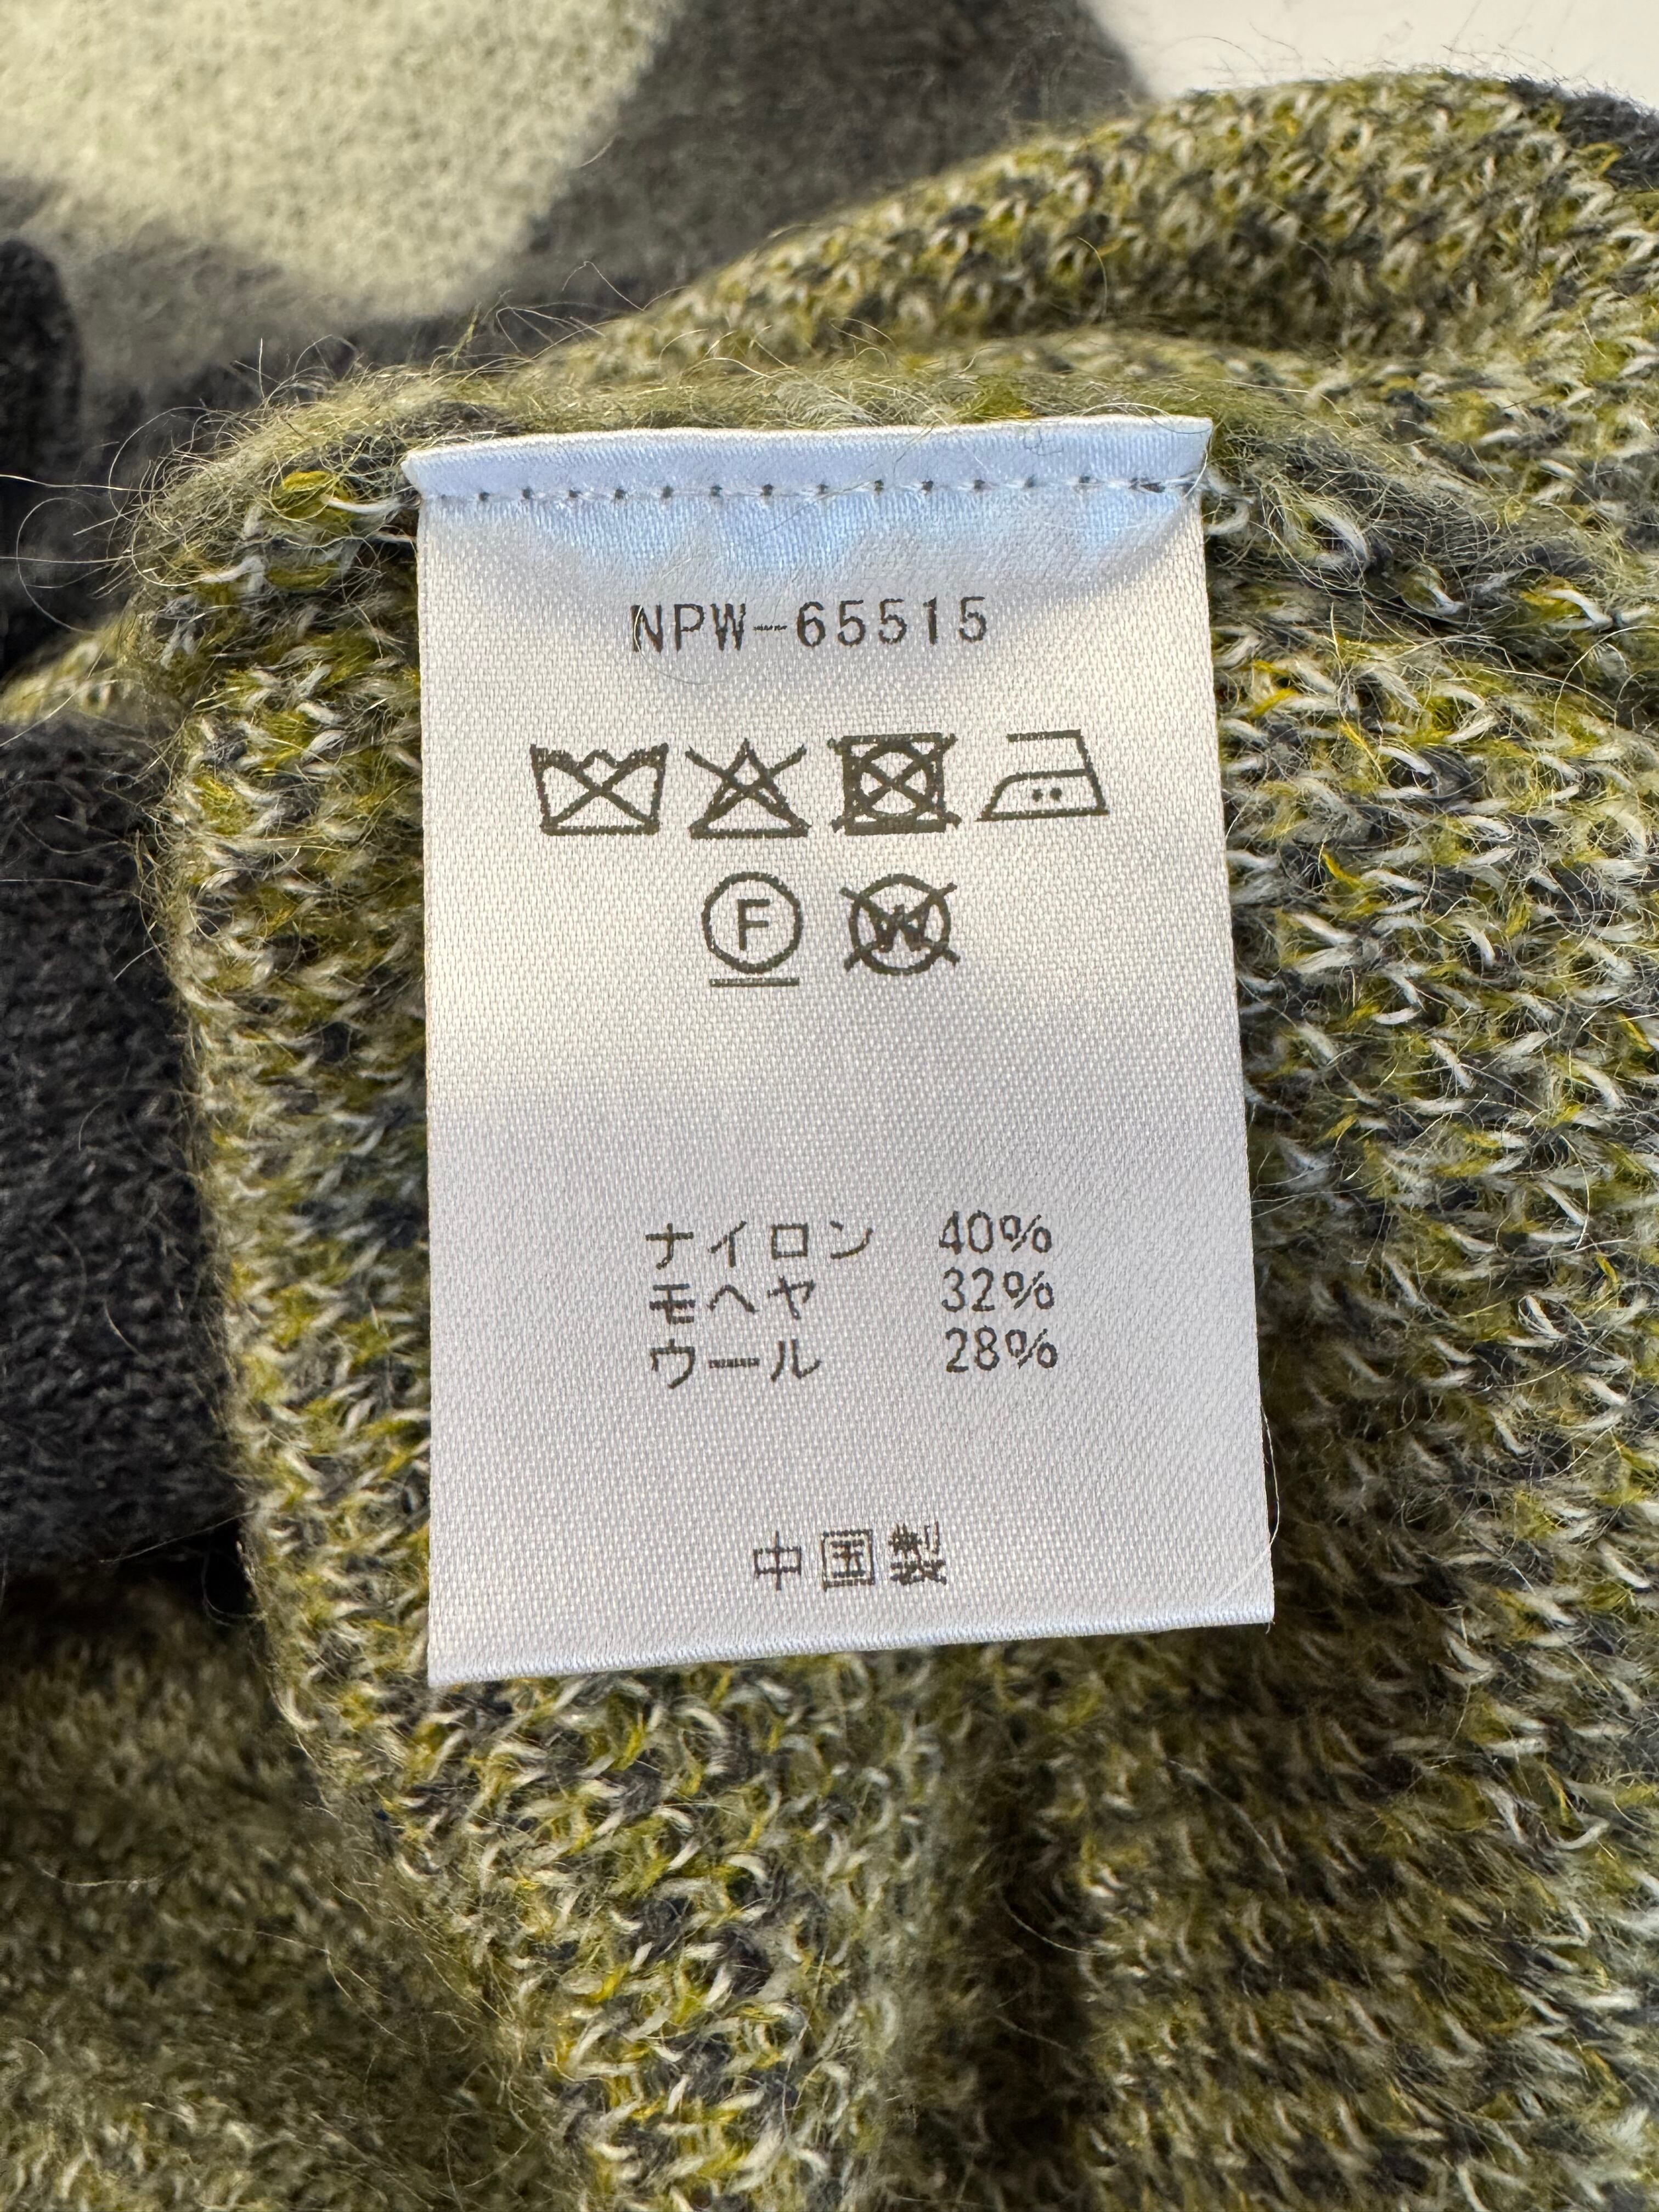 NPW-65515
F W
ナイロン 40%
モヘヤ 32%
ウール 28%
中国製